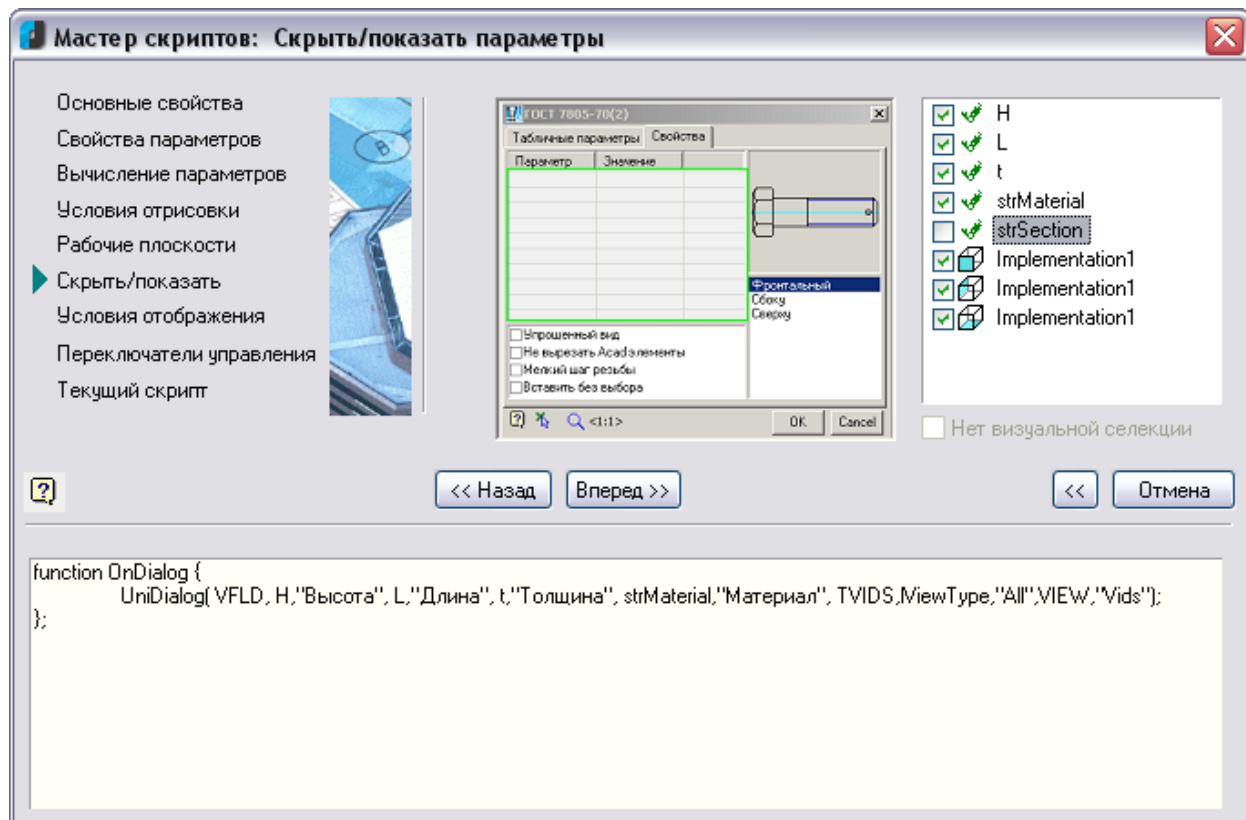 Мастер скриптов: Скрыть/показать параметры
Основные свойства
Свойства параметров
Вычисление параметров
Условия отрисовки
Рабочие плоскости
Скрыть/показать
Условия отображения
Переключатели управления
Текущий скрипт
B
ГОСТ 7805-70(2)
Табличные параметры Свойства
Параметр Значение
Фронтальный
Сбоку
Сверху
Упрошенный вид
Не вырезать Acad элементы
Мелкий шаг резьбы
Вставить без выбора
<1:1> OK Cancel
H
L
t
strMaterial
strSection
Implementation1
Implementation1
Implementation1
Нет визуальной селекции
<< Назад Вперед >> << Отмена
function OnDialog {
UniDialog( VFLD, H,"Высота", L,"Длина", t,"Толщина", strMaterial,"Материал", TVIDS,MviewType,"All",VIEW,"Vids");
};